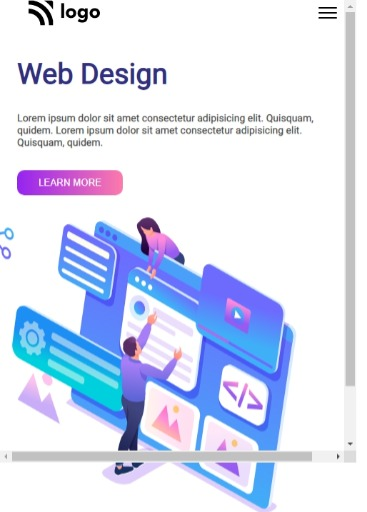 logo
Web Design
Lorem ipsum dolor sit amet consectetur adipisicing elit. Quisquam,
quidem. Lorem ipsum dolor sit amet consectetur adipisicing elit.
Quisquam, quidem.
LEARN MORE
</>